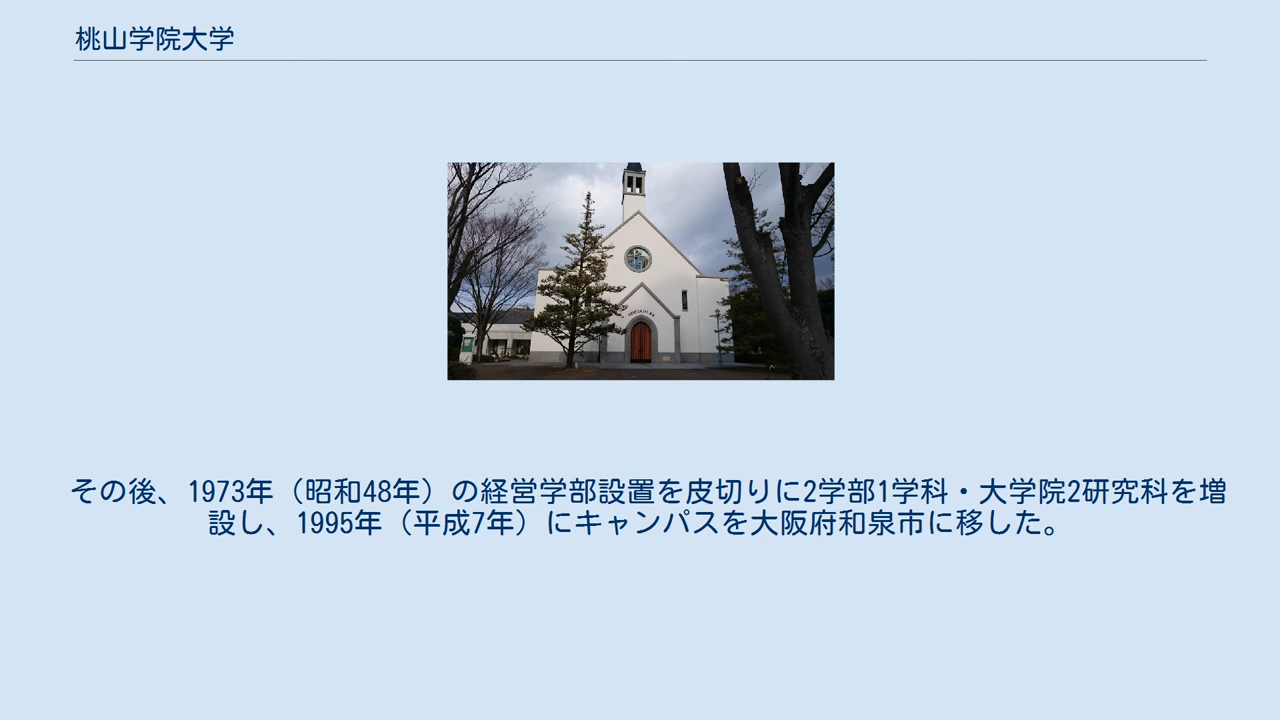 桃山学院大学
その後、1973年（昭和48年）の経営学部設置を皮切りに2学部1学科・大学院2研究科を増
設し、1995年（平成7年）にキャンパスを大阪府和泉市に移した。